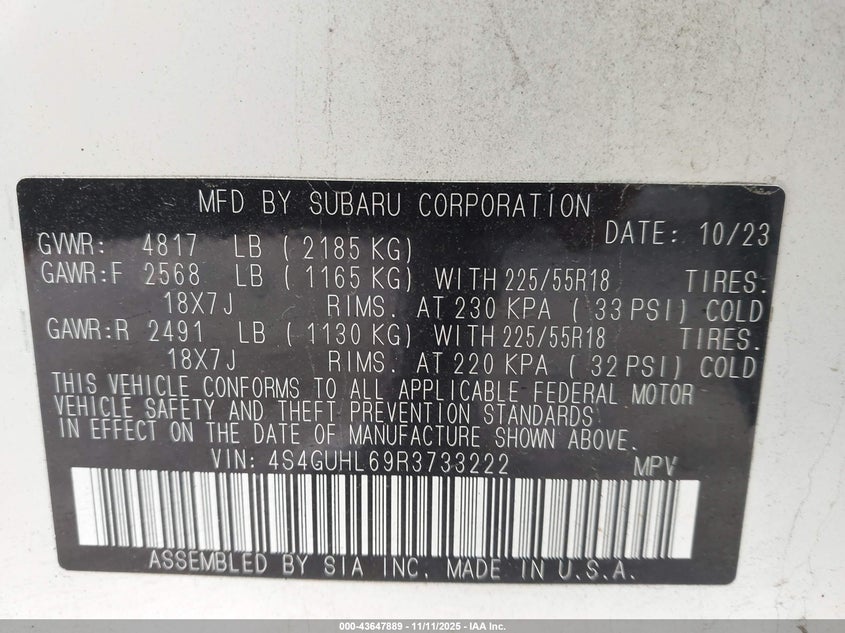 MFD BY SUBARU CORPORATION
DATE: 10/23
GVWR: 4817 LB ( 2185 KG)
GAWR:F 2568 LB ( 1165 KG) WITH 225/55R18 TIRES.
18X7J RIMS. AT 230 KPA ( 33 PSI) COLD
GAWR:R 2491 LB ( 1130 KG) WITH 225/55R18 TIRES.
18X7J RIMS. AT 220 KPA ( 32 PSI) COLD
THIS VEHICLE CONFORMS TO ALL APPLICABLE FEDERAL MOTOR
VEHICLE SAFETY AND THEFT PREVENTION STANDARDS
IN EFFECT ON THE DATE OF MANUFACTURE SHOWN ABOVE.
VIN: 4S4GUHL69R3733222 MPV
ASSEMBLED BY SIA INC. MADE IN U.S.A.
000-43647889 - 11/11/2025 - IAA Inc.